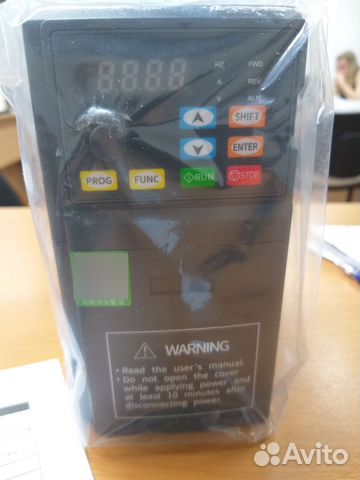 HZ FWD
A REV
V ALM
SHIFT
ENTER
PROG FUNC RUN STOP
WARNING
• Read the user's manual.
• Do not open the cover
while applying power and
at least 10 minutes after
disconnecting power.
Avito